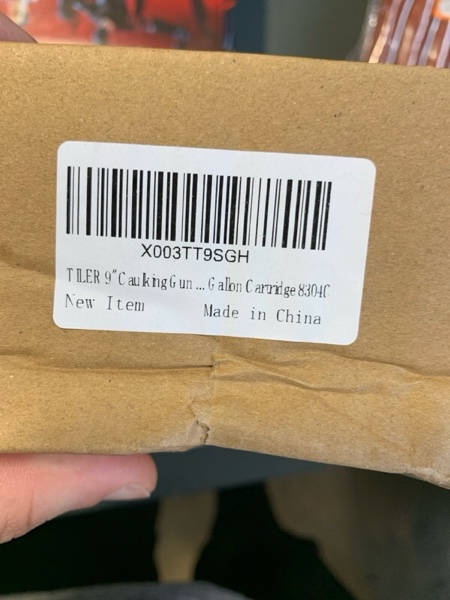 X003TT9SGH
TILER 9"Caulking Gun ... Gallon Cartridge 8304C
New Item Made in China